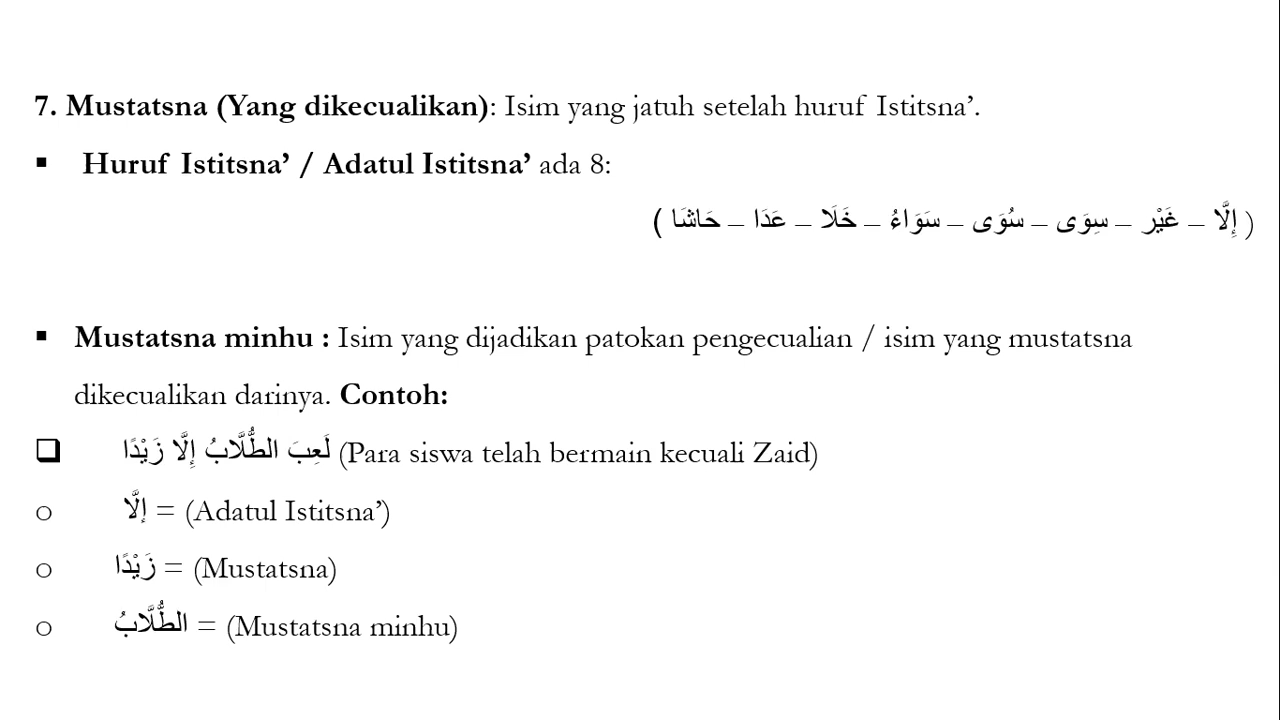 7. Mustatsna (Yang dikecualikan): Isim yang jatuh setelah huruf Istitsna’.
▪ Huruf Istitsna’ / Adatul Istitsna’ ada 8:
( إِلَّا – غَيْر – سِوَى – سُوَى – سَوَاءُ – خَلَا – عَدَا – حَاشَا )
▪ Mustatsna minhu : Isim yang dijadikan patokan pengecualian / isim yang mustatsna
dikecualikan darinya. Contoh:
❑ لَعِبَ الطُّلَّابُ إِلَّا زَيْدًا (Para siswa telah bermain kecuali Zaid)
o إلَّا = (Adatul Istitsna’)
o زَيْدًا = (Mustatsna)
o الطُّلَّابُ = (Mustatsna minhu)